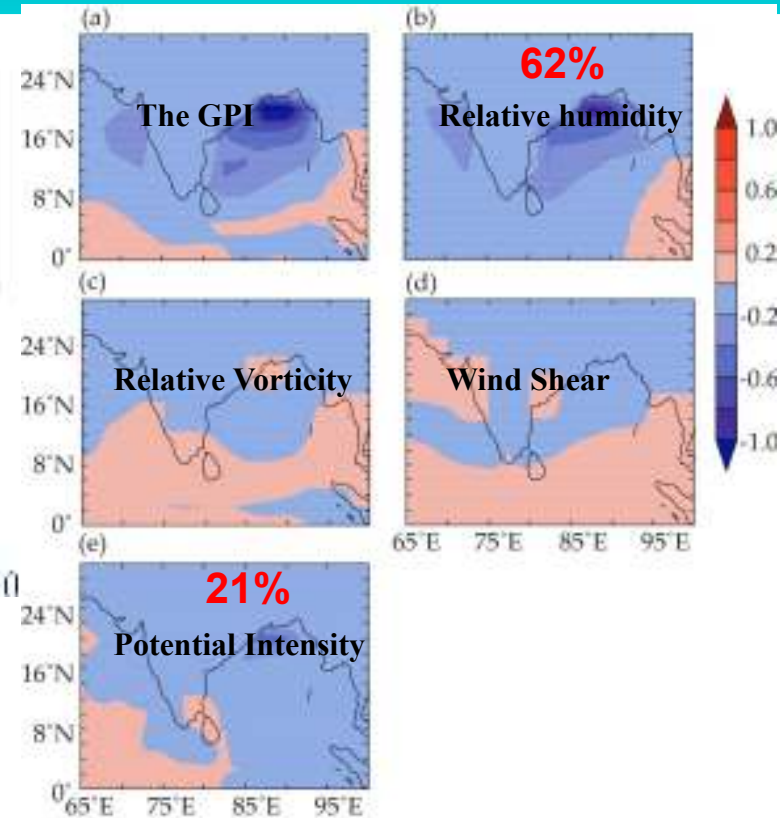 (a)
(b)
62%
24°N
The GPI
Relative humidity
16°N
8°N
0°
1.0
0.6
0.2
-0.2
-0.6
-1.0
(c)
(d)
24°N
Relative Vorticity
Wind Shear
16°N
8°N
0°
65°E 75°E 85°E 95°E
(e)
21%
24°N
Potential Intensity
16°N
8°N
0°
65°E 75°E 85°E 95°E